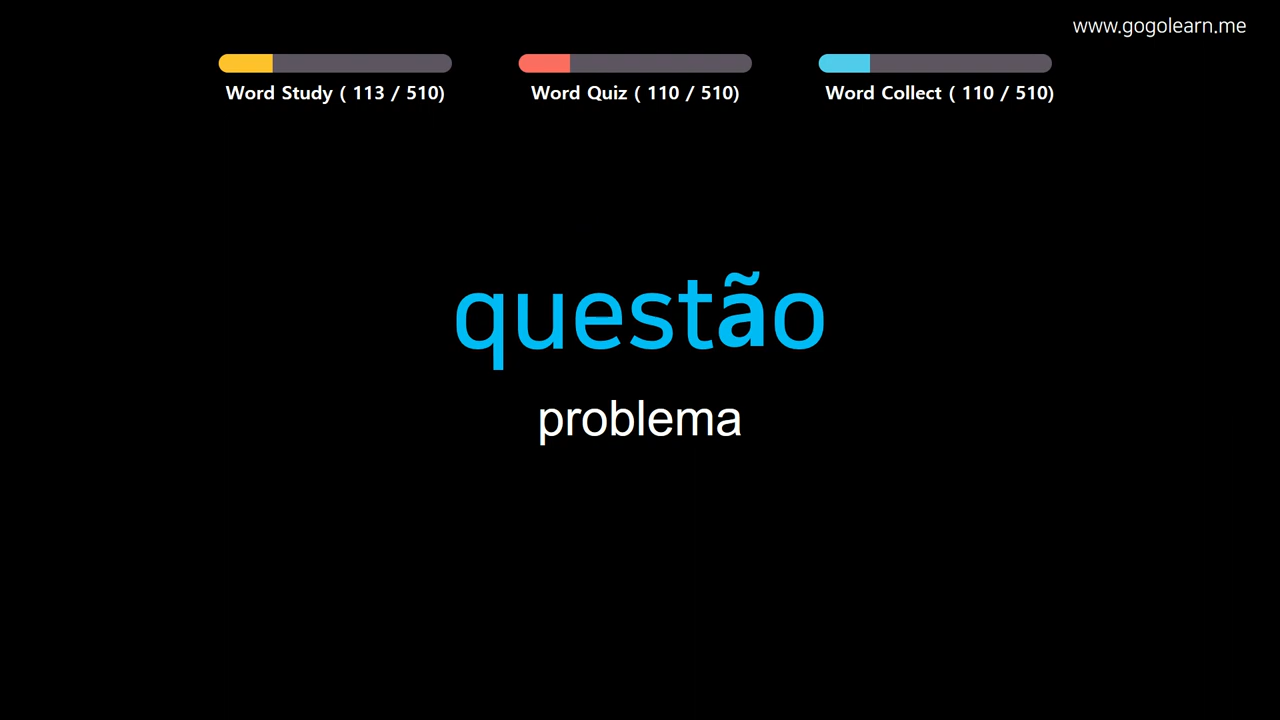 www.gogolearn.me
Word Study ( 113 / 510)
Word Quiz ( 110 / 510)
Word Collect ( 110 / 510)
questão
problema